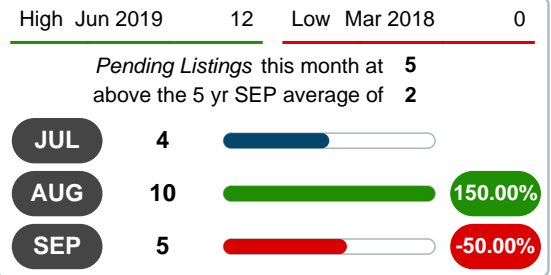 High Jun 2019 12 Low Mar 2018 0
Pending Listings this month at 5
above the 5 yr SEP average of 2
JUL 4
AUG 10 150.00%
SEP 5 -50.00%